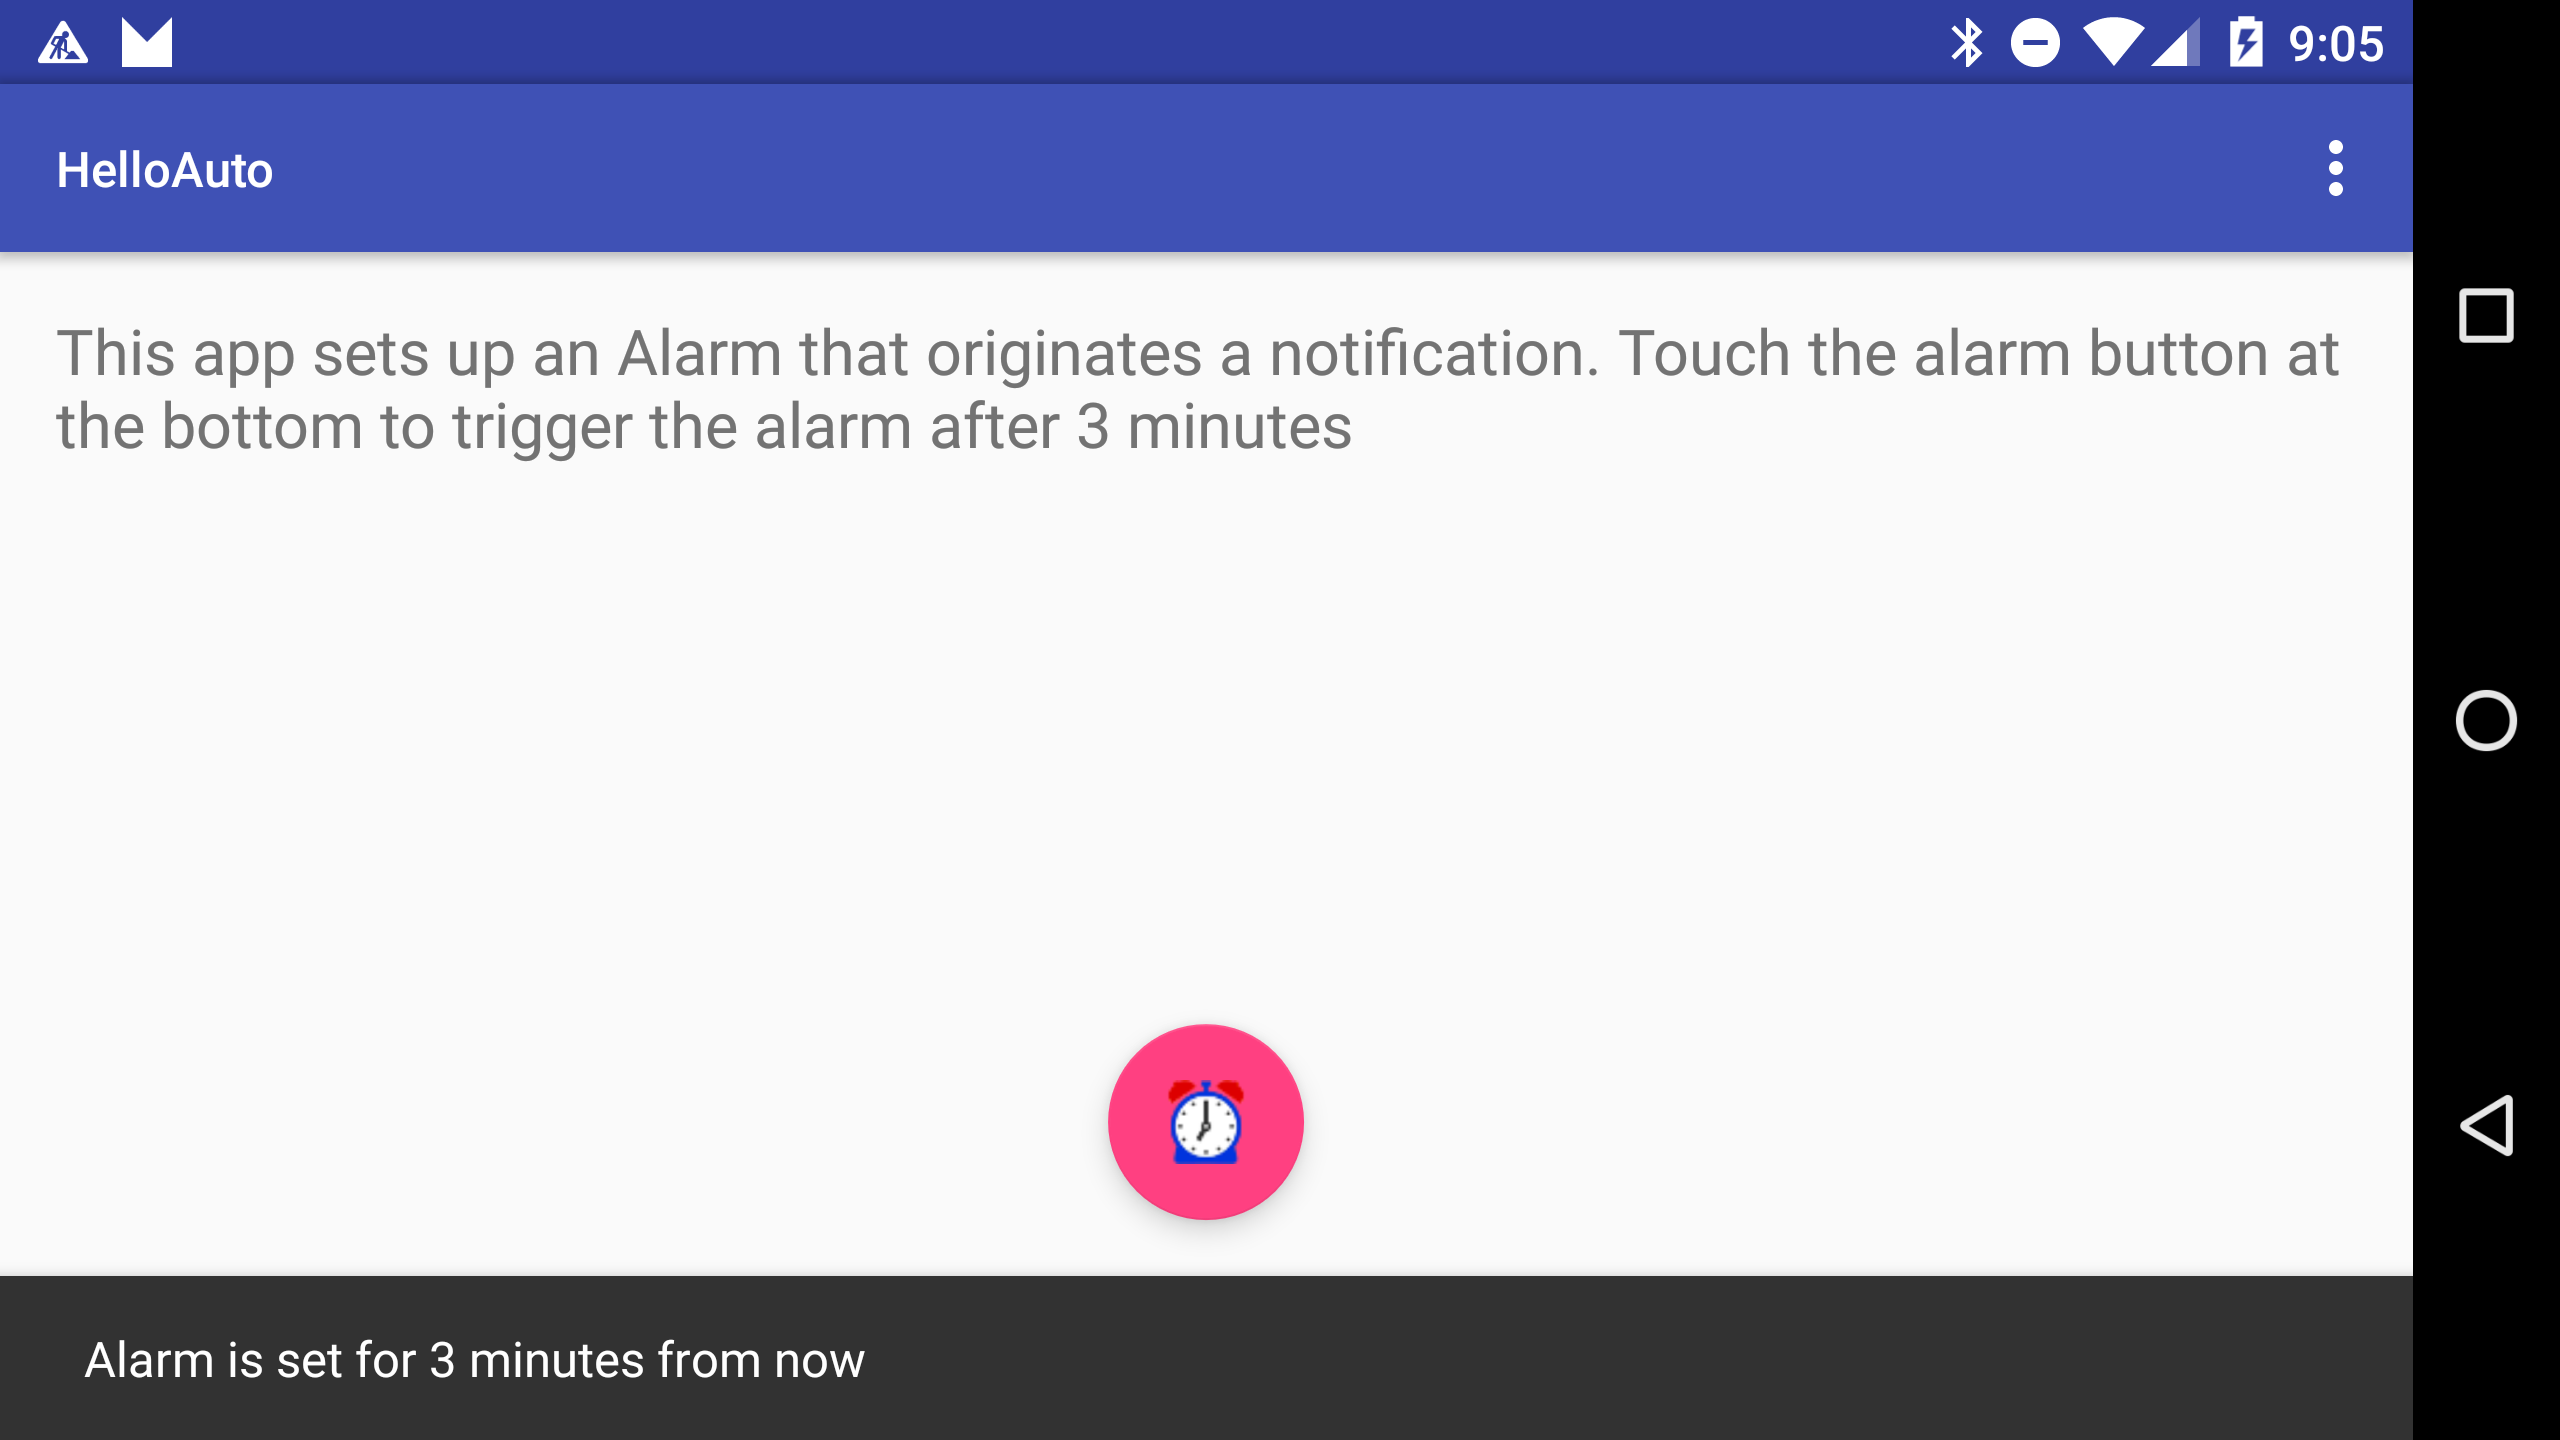 9:05
HelloAuto
This app sets up an Alarm that originates a notification. Touch the alarm button at
the bottom to trigger the alarm after 3 minutes
Alarm is set for 3 minutes from now